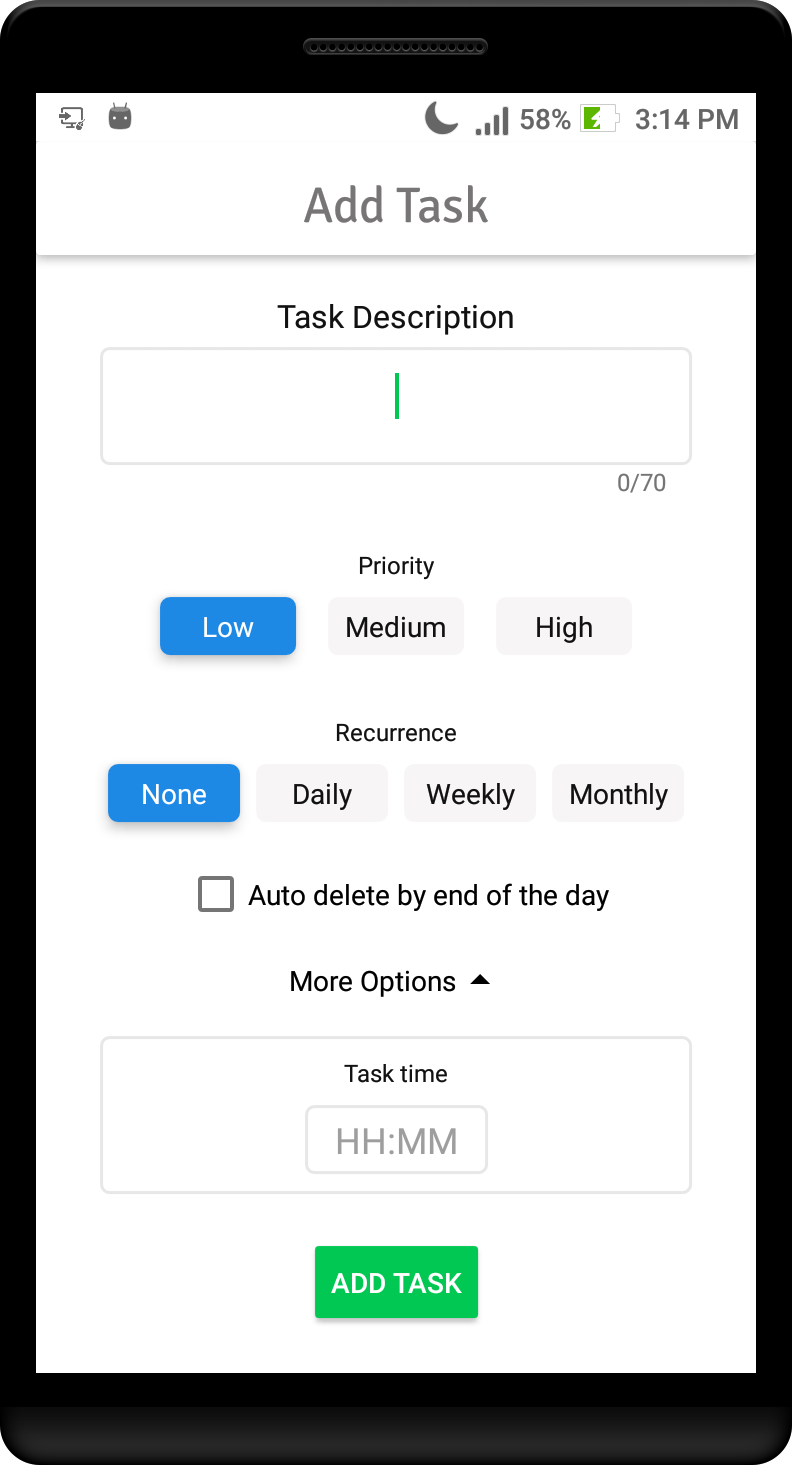 58% 3:14 PM
Add Task
Task Description
0/70
Priority
Low Medium High
Recurrence
None Daily Weekly Monthly
Auto delete by end of the day
More Options
Task time
HH:MM
ADD TASK